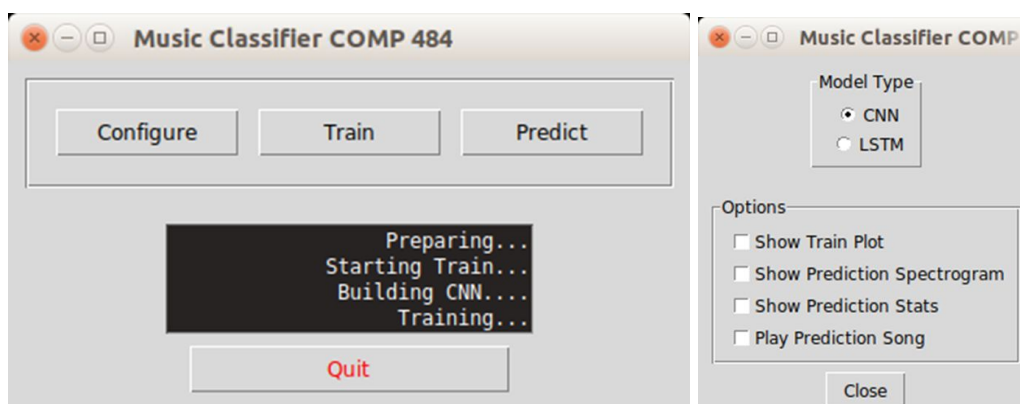 Music Classifier COMP 484
Configure
Train
Predict
Preparing...
Starting Train...
Building CNN....
Training...
Quit
Music Classifier COMP
Model Type
CNN
LSTM
Options
Show Train Plot
Show Prediction Spectrogram
Show Prediction Stats
Play Prediction Song
Close